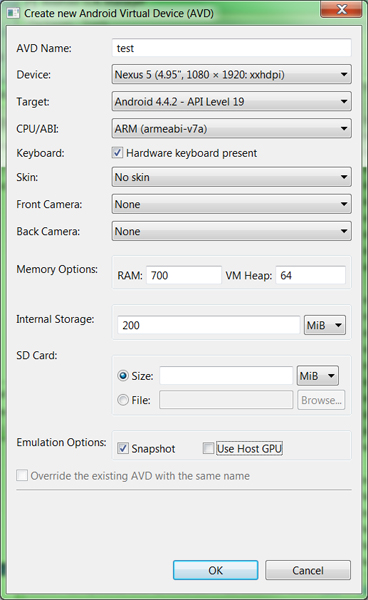 Create new Android Virtual Device (AVD)
AVD Name: test
Device: Nexus 5 (4.95", 1080 × 1920: xxhdpi)
Target: Android 4.4.2 - API Level 19
CPU/ABI: ARM (armeabi-v7a)
Keyboard: Hardware keyboard present
Skin: No skin
Front Camera: None
Back Camera: None
Memory Options: RAM: 700 VM Heap: 64
Internal Storage: 200 MiB
SD Card:
Size: MiB
File: Browse...
Emulation Options: Snapshot Use Host GPU
Override the existing AVD with the same name
OK Cancel